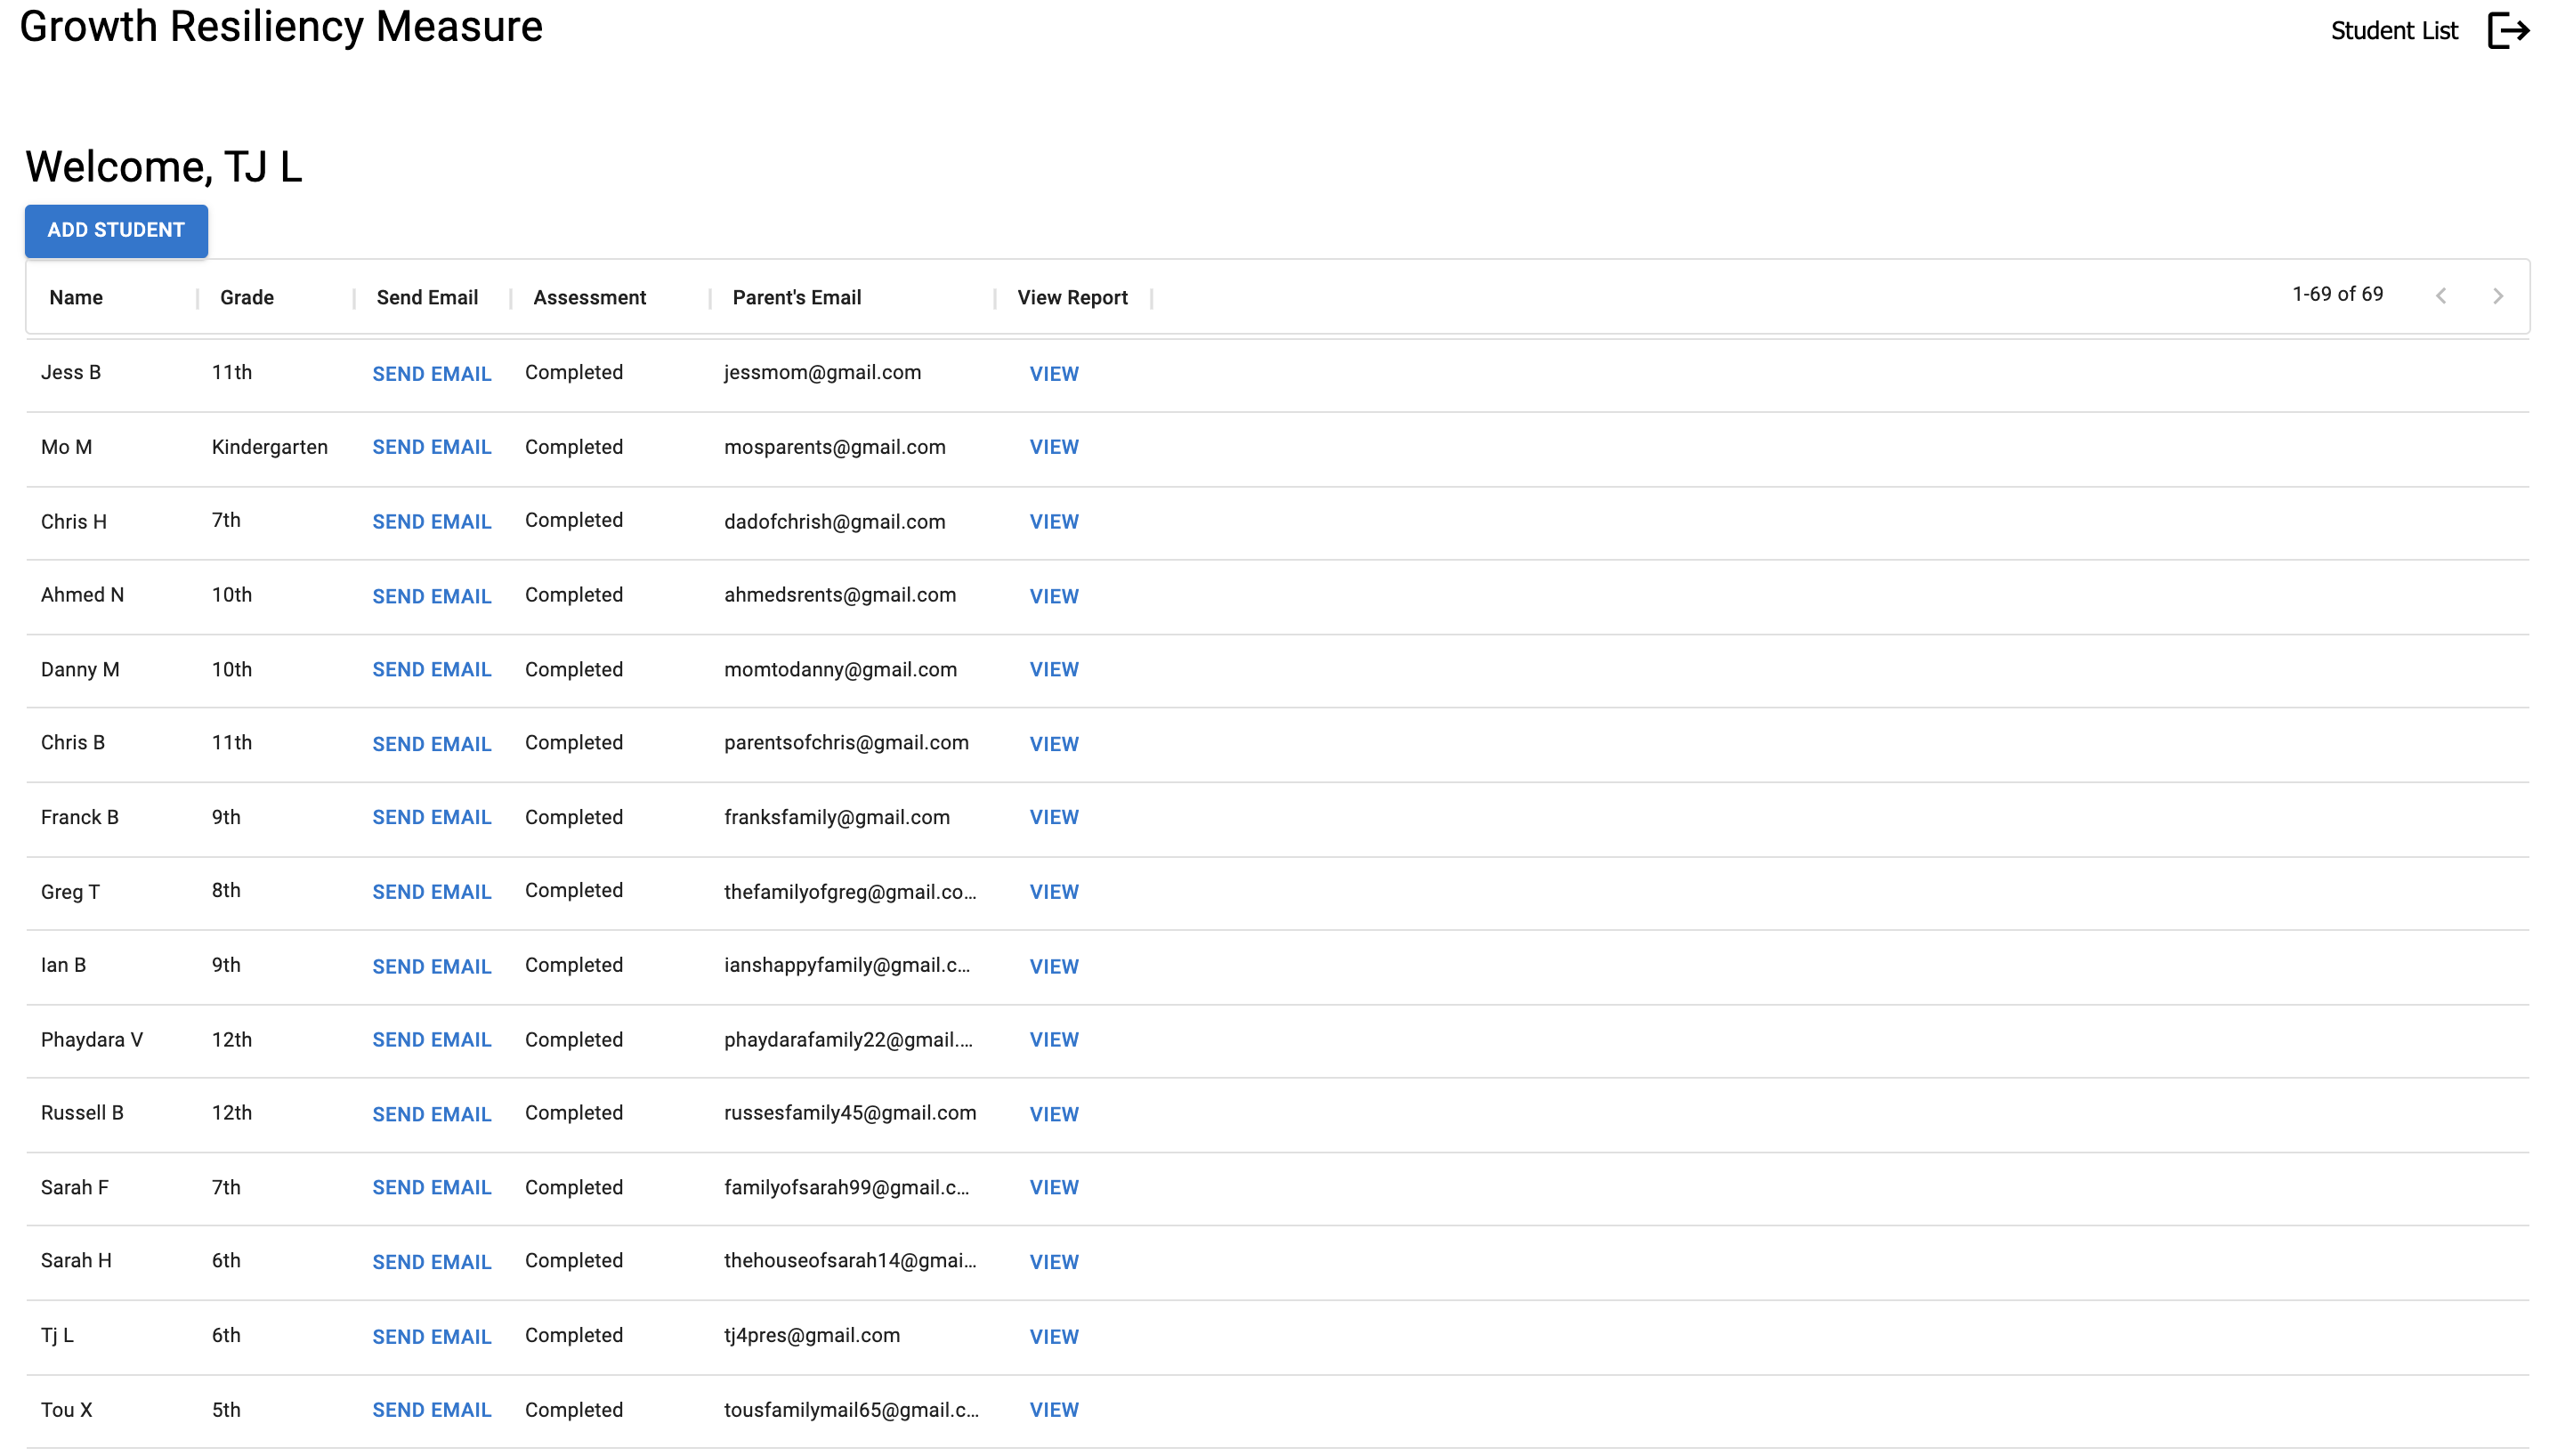 Growth Resiliency Measure
Student List
Welcome, TJ L
ADD STUDENT
Name Grade Send Email Assessment Parent's Email View Report 1-69 of 69
Jess B 11th SEND EMAIL Completed jessmom@gmail.com VIEW
Mo M Kindergarten SEND EMAIL Completed mosparents@gmail.com VIEW
Chris H 7th SEND EMAIL Completed dadofchrish@gmail.com VIEW
Ahmed N 10th SEND EMAIL Completed ahmedsrents@gmail.com VIEW
Danny M 10th SEND EMAIL Completed momtodanny@gmail.com VIEW
Chris B 11th SEND EMAIL Completed parentsofchris@gmail.com VIEW
Franck B 9th SEND EMAIL Completed franksfamily@gmail.com VIEW
Greg T 8th SEND EMAIL Completed thefamilyofgreg@gmail.co... VIEW
Ian B 9th SEND EMAIL Completed ianshappyfamily@gmail.c... VIEW
Phaydara V 12th SEND EMAIL Completed phaydarafamily22@gmail.... VIEW
Russell B 12th SEND EMAIL Completed russesfamily45@gmail.com VIEW
Sarah F 7th SEND EMAIL Completed familyofsarah99@gmail.c... VIEW
Sarah H 6th SEND EMAIL Completed thehouseofsarah14@gmai... VIEW
Tj L 6th SEND EMAIL Completed tj4pres@gmail.com VIEW
Tou X 5th SEND EMAIL Completed tousfamilymail65@gmail.c... VIEW